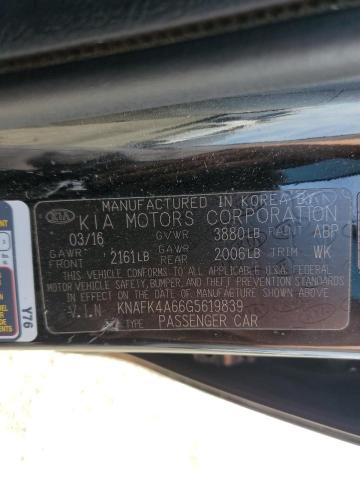 MANUFACTURED IN KOREA BY
KIA KIA MOTORS CORPORATION
03/16 GVWR 3880LB PAINT ABP
GAWR FRONT 2161LB GAWR REAR 2006LB TRIM WK
THIS VEHICLE CONFORMS TO ALL APPLICABLE U.S.A. FEDERAL
MOTOR VEHICLE SAFETY, BUMPER, AND THEFT PREVENTION
STANDARDS IN EFFECT ON THE DATE OF MANUFACTURE
SHOWN ABOVE.
V.I.N KNAFK4A66G5619839
TYPE PASSENGER CAR
Y76